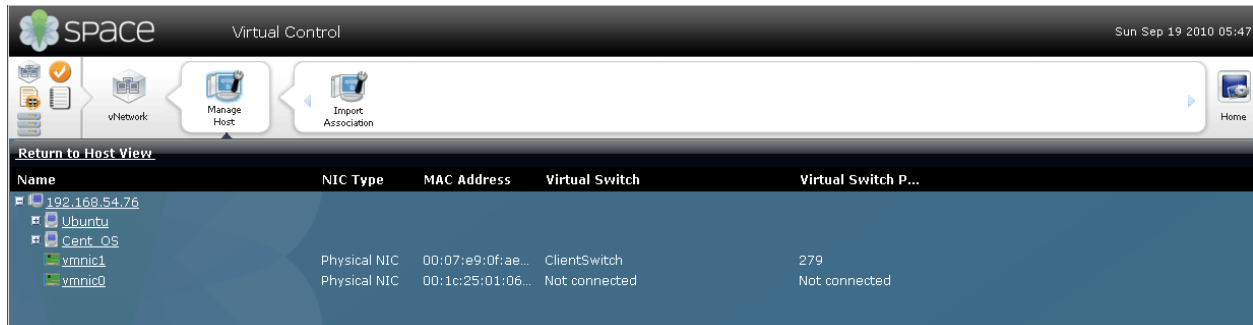 space Virtual Control Sun Sep 19 2010 05:47
vNetwork
Manage
Host
Import
Association
Home
Return to Host View
Name NIC Type MAC Address Virtual Switch Virtual Switch P...
192.168.54.76
Ubuntu
Cent_OS
vmnic1 Physical NIC 00:07:e9:0f:ae... ClientSwitch 279
vmnic0 Physical NIC 00:1c:25:01:06... Not connected Not connected